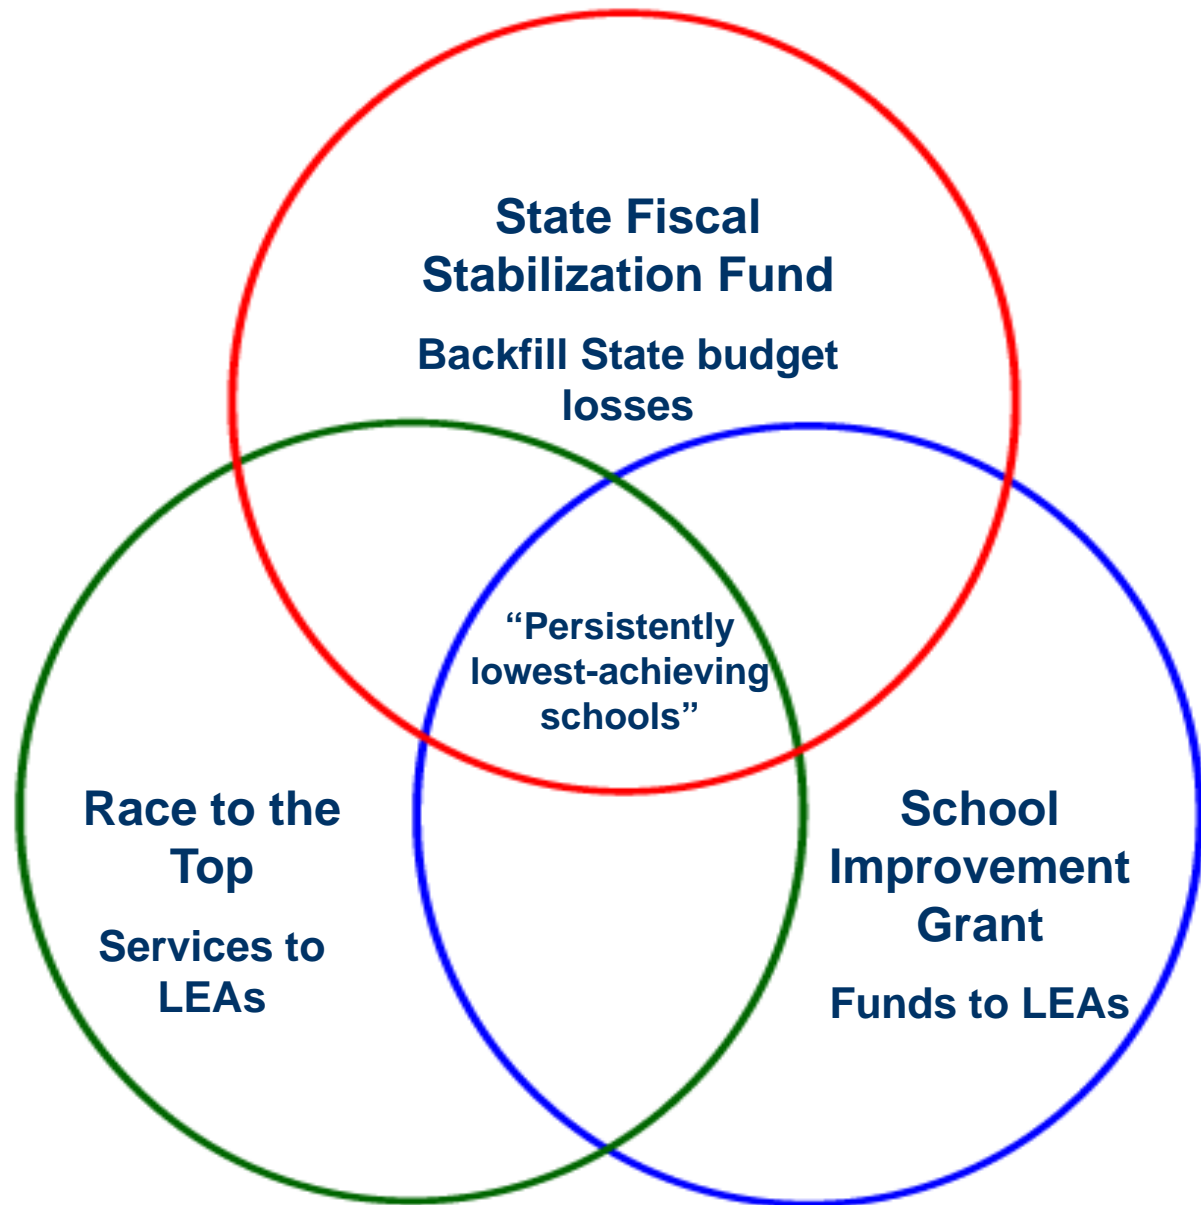 State Fiscal
Stabilization Fund
Backfill State budget
losses
“Persistently
lowest-achieving
schools”
Race to the
Top
Services to
LEAs
School
Improvement
Grant
Funds to LEAs